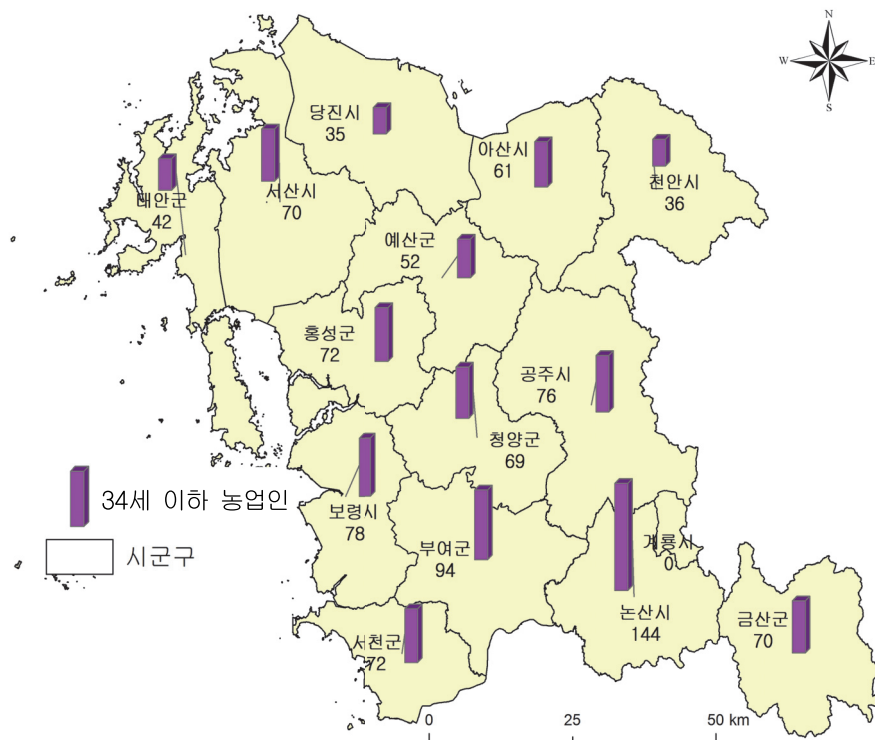 N
W E
S
당진시
35
아산시
61
천안시
36
태안군
42
서산시
70
예산군
52
홍성군
72
공주시
76
청양군
69
보령시
78
부여군
94
계룡시
0
논산시
144
금산군
70
서천군
72
34세 이하 농업인
시군구
0 25 50 km